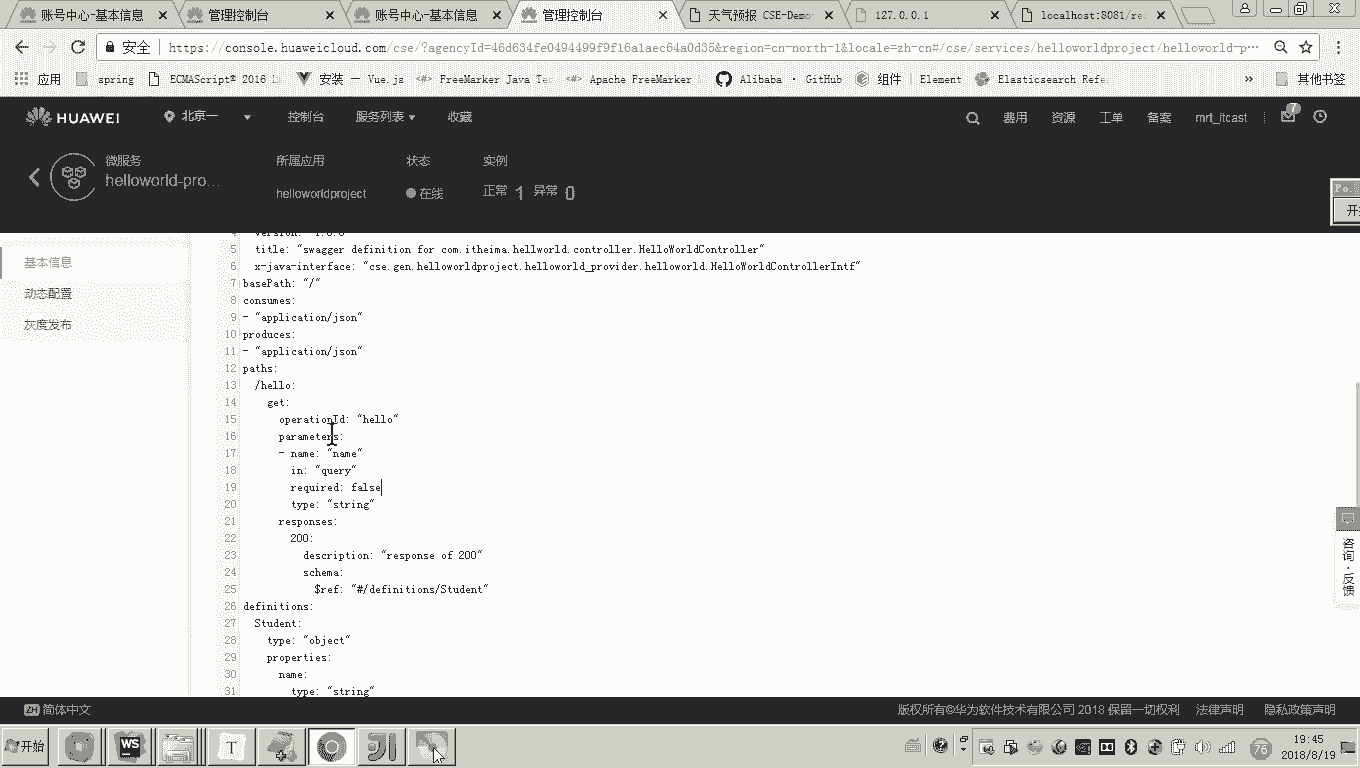 账号中心-基本信息
管理控制台
账号中心-基本信息
管理控制台
天气预报 CSE-Demo
127.0.0.1
localhost:8081/re
安全
https://console.huaweicloud.com/cse/?agencyId=46d634fe0494499f9f16a1aec64a0d35&region=cn-north-1&locale=zh-cn#/cse/services/helloworldproject/helloworld-p…
应用
spring
ECMAScript® 2016 L
安装 — Vue.js
FreeMarker Java Te
Apache FreeMarker
Alibaba · GitHub
组件
Element
Elasticsearch Refe
»
其他书签
HUAWEI
北京一
控制台
服务列表
收藏
费用
资源
工单
备案
mrt_itcast
7
微服务
helloworld-pro...
所属应用
helloworldproject
状态
在线
实例
正常 1 异常 0
Po.
开始
基本信息
动态配置
灰度发布
4 version: "1.0.0"
5 title: "swagger definition for com.itheima.hellworld.controller.HelloWorldController"
6 x-java-interface: "cse.gen.helloworldproject.helloworld_provider.helloworld.HelloWorldControllerIntf"
7 basePath: "/"
8 consumes:
9 - "application/json"
10 produces:
11 - "application/json"
12 paths:
13 /hello:
14 get:
15 operationId: "hello"
16 parameters:
17 - name: "name"
18 in: "query"
19 required: false
20 type: "string"
21 responses:
22 200:
23 description: "response of 200"
24 schema:
25 $ref: "#/definitions/Student"
26 definitions:
27 Student:
28 type: "object"
29 properties:
30 name:
31 type: "string"
咨询·反馈
ZH 简体中文
版权所有©华为软件技术有限公司 2018 保留一切权利
法律声明
隐私政策声明
开始
WS
T
76
19:45
2018/8/19